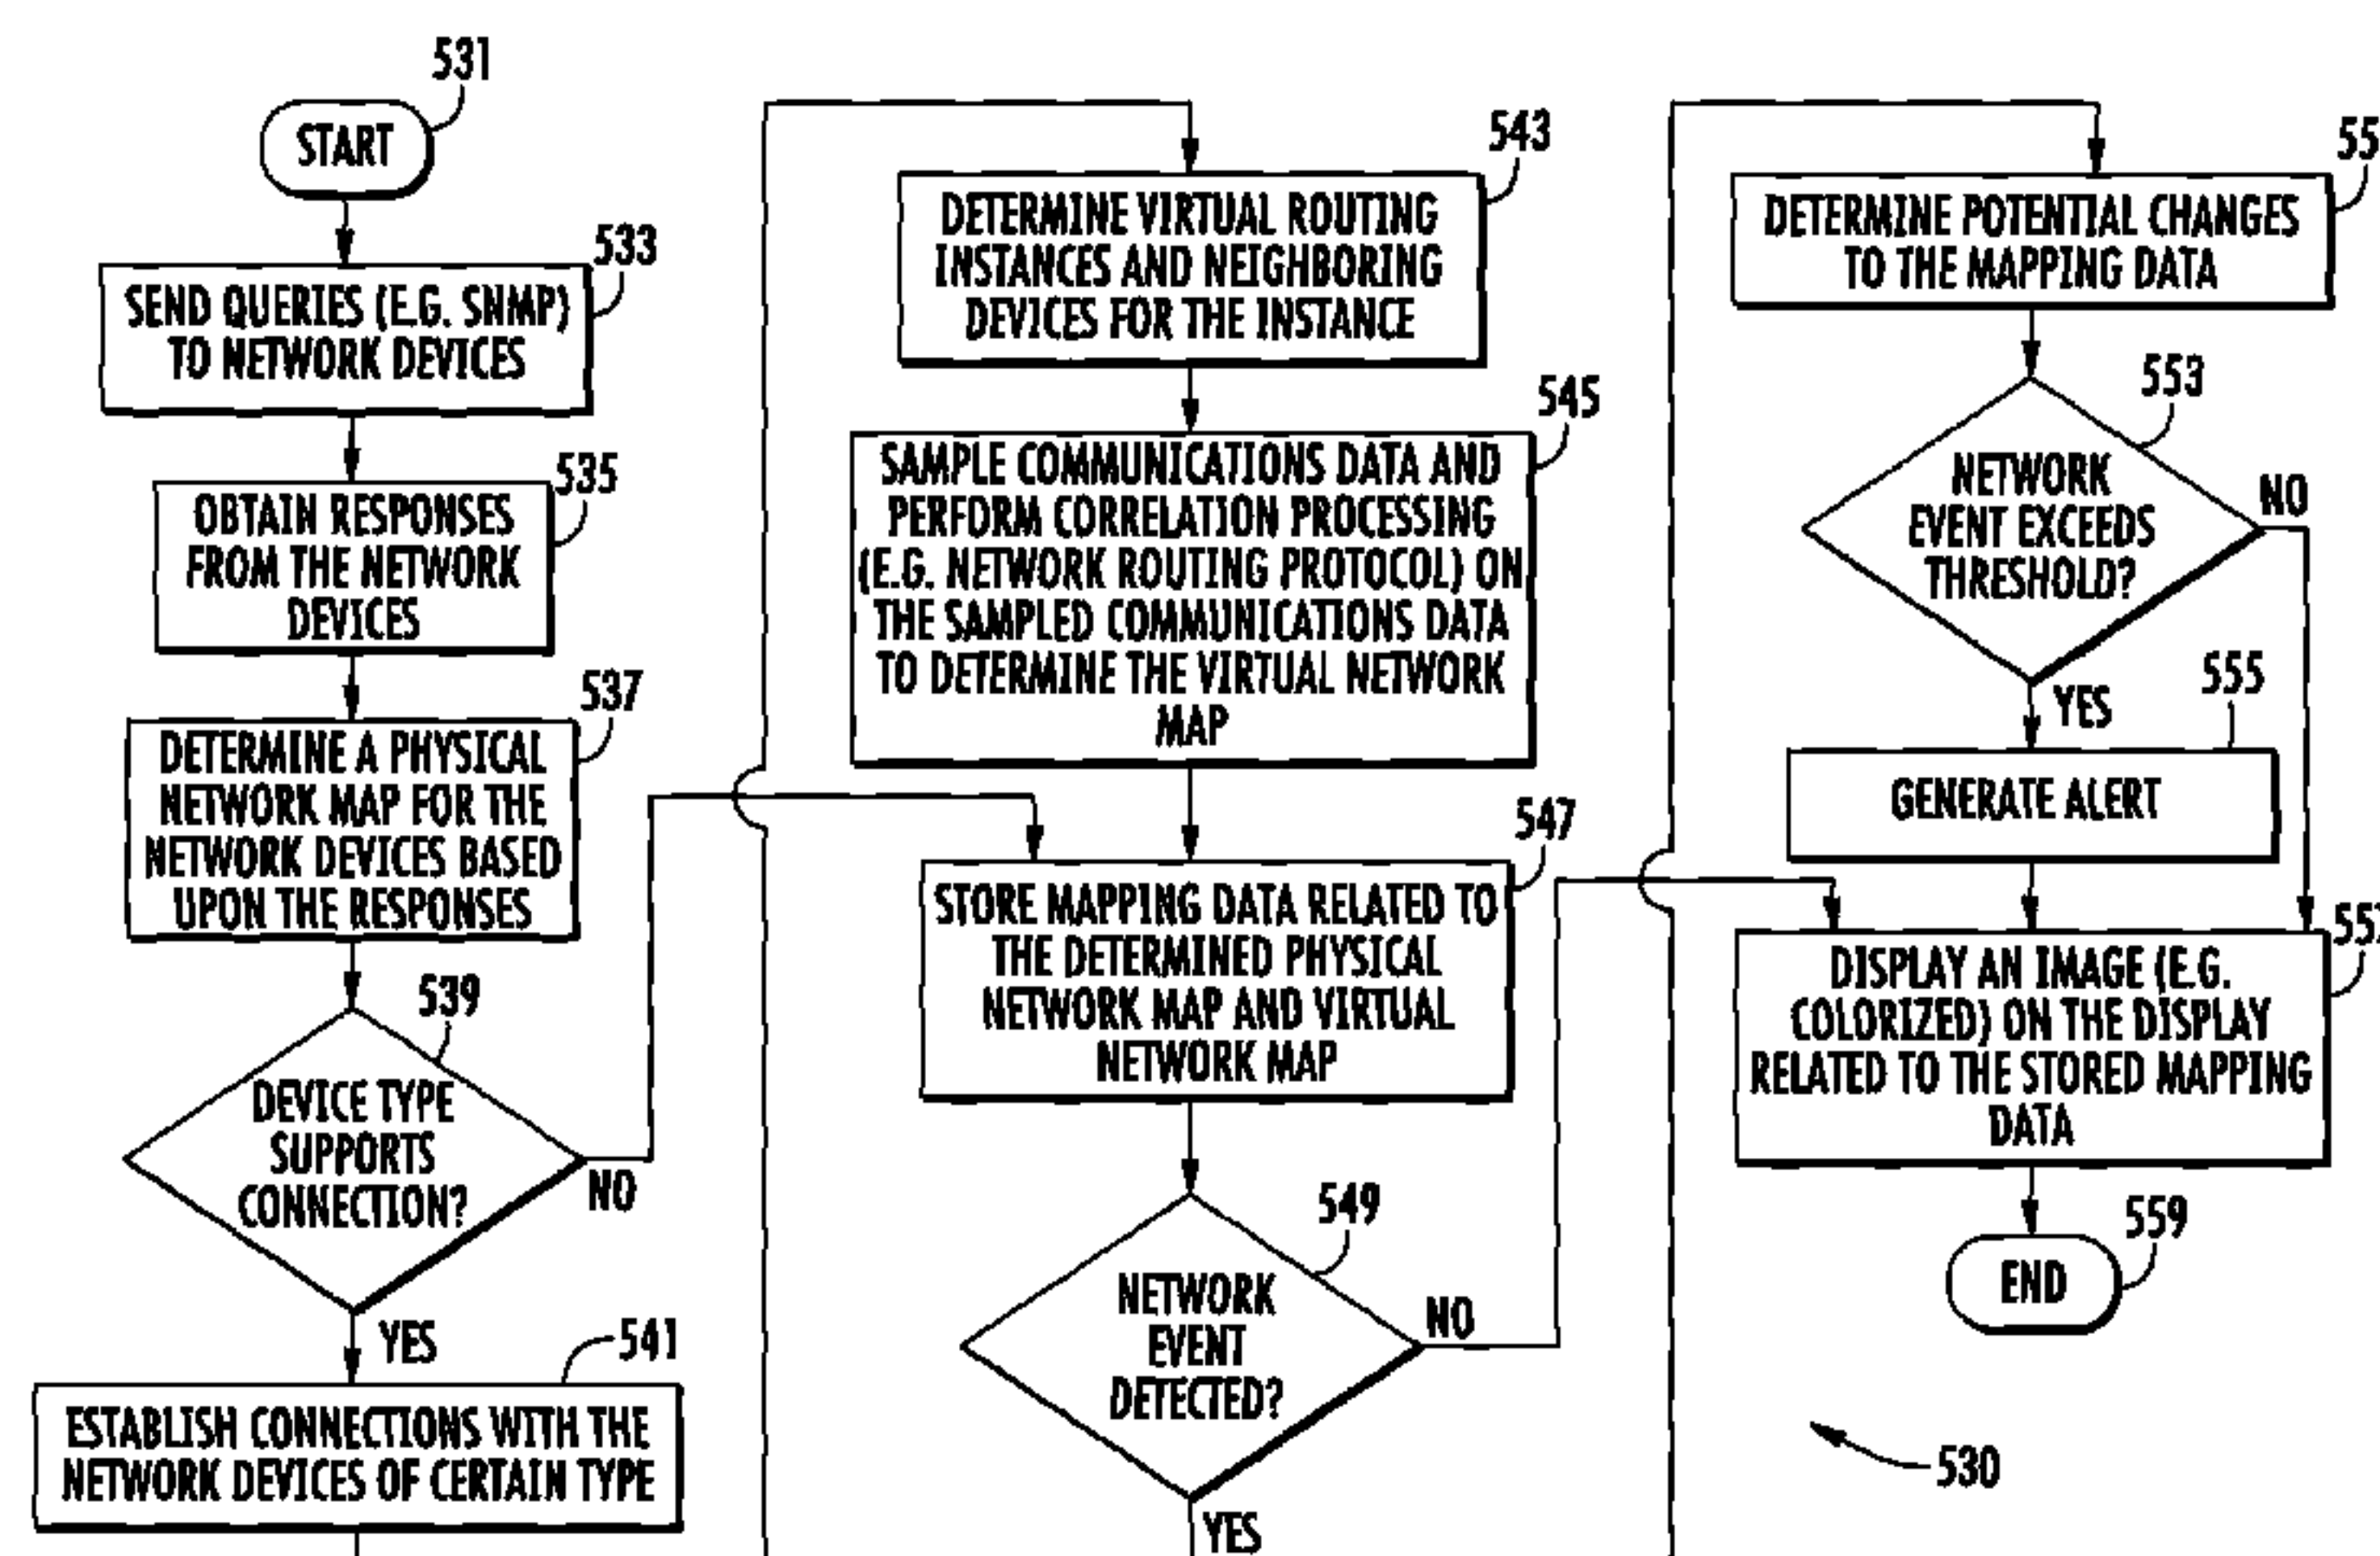 531
START
533
SEND QUERIES (E.G. SNMP)
TO NETWORK DEVICES
535
OBTAIN RESPONSES
FROM THE NETWORK
DEVICES
537
DETERMINE A PHYSICAL
NETWORK MAP FOR THE
NETWORK DEVICES BASED
UPON THE RESPONSES
539
DEVICE TYPE
SUPPORTS
CONNECTION?
NO
YES
541
ESTABLISH CONNECTIONS WITH THE
NETWORK DEVICES OF CERTAIN TYPE
543
DETERMINE VIRTUAL ROUTING
INSTANCES AND NEIGHBORING
DEVICES FOR THE INSTANCE
545
SAMPLE COMMUNICATIONS DATA AND
PERFORM CORRELATION PROCESSING
(E.G. NETWORK ROUTING PROTOCOL) ON
THE SAMPLED COMMUNICATIONS DATA
TO DETERMINE THE VIRTUAL NETWORK
MAP
547
STORE MAPPING DATA RELATED TO
THE DETERMINED PHYSICAL
NETWORK MAP AND VIRTUAL
NETWORK MAP
549
NETWORK
EVENT
DETECTED?
NO
YES
55
DETERMINE POTENTIAL CHANGES
TO THE MAPPING DATA
553
NETWORK
EVENT EXCEEDS
THRESHOLD?
NO
YES
555
GENERATE ALERT
557
DISPLAY AN IMAGE (E.G.
COLORIZED) ON THE DISPLAY
RELATED TO THE STORED MAPPING
DATA
559
END
530